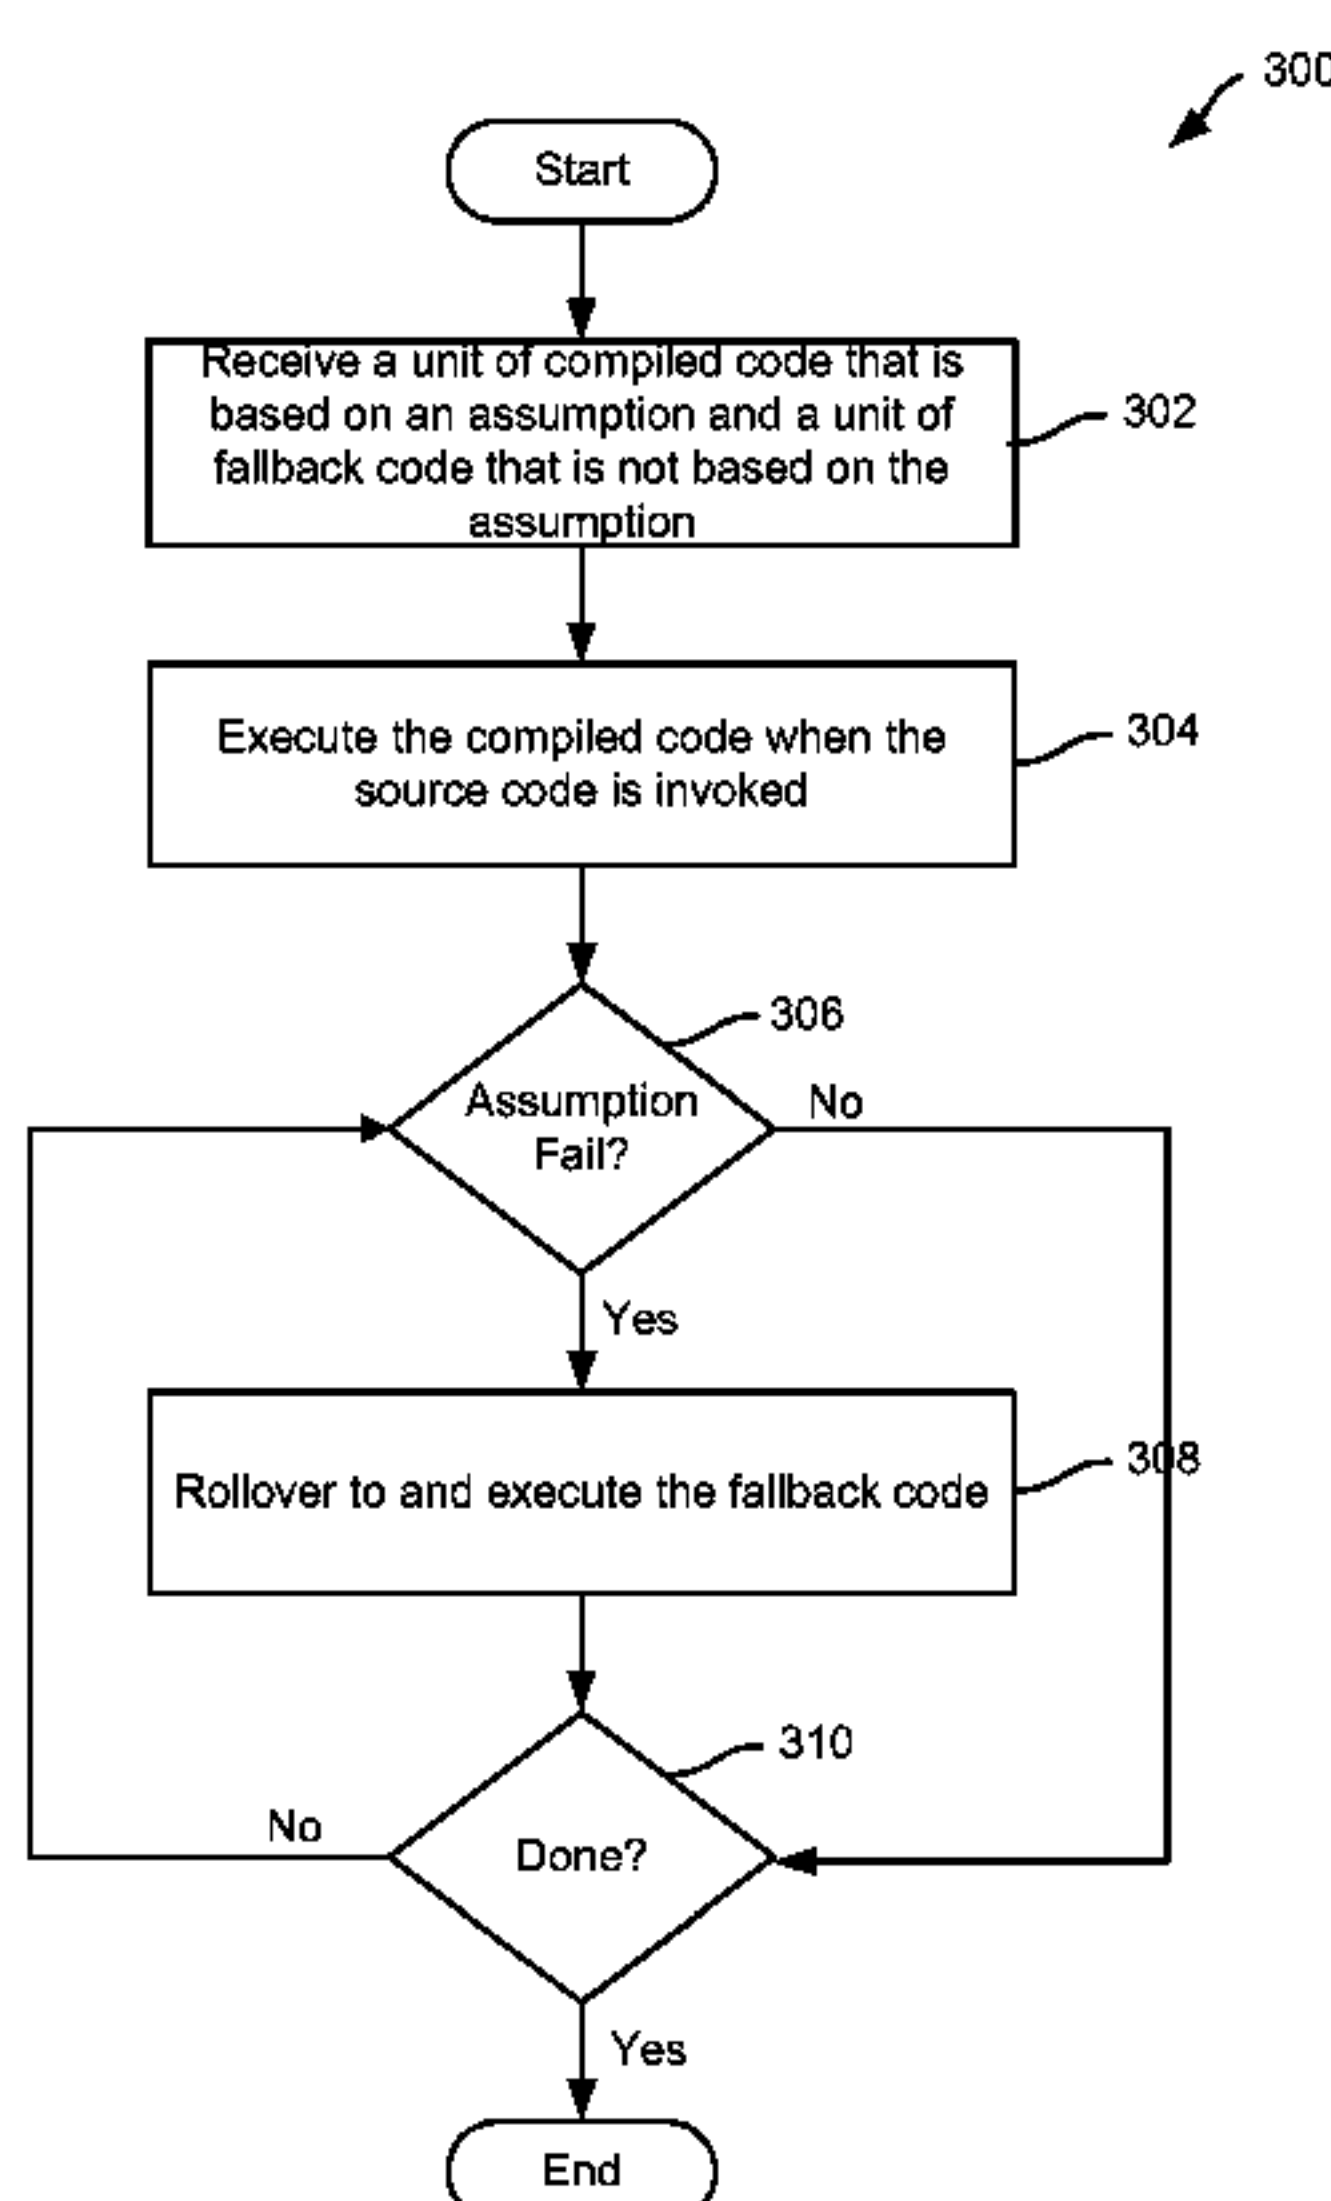 300
Start
Receive a unit of compiled code that is
based on an assumption and a unit of
fallback code that is not based on the
assumption
302
Execute the compiled code when the
source code is invoked
304
306
Assumption
Fail?
No
Yes
Rollover to and execute the fallback code
308
310
Done?
No
Yes
End